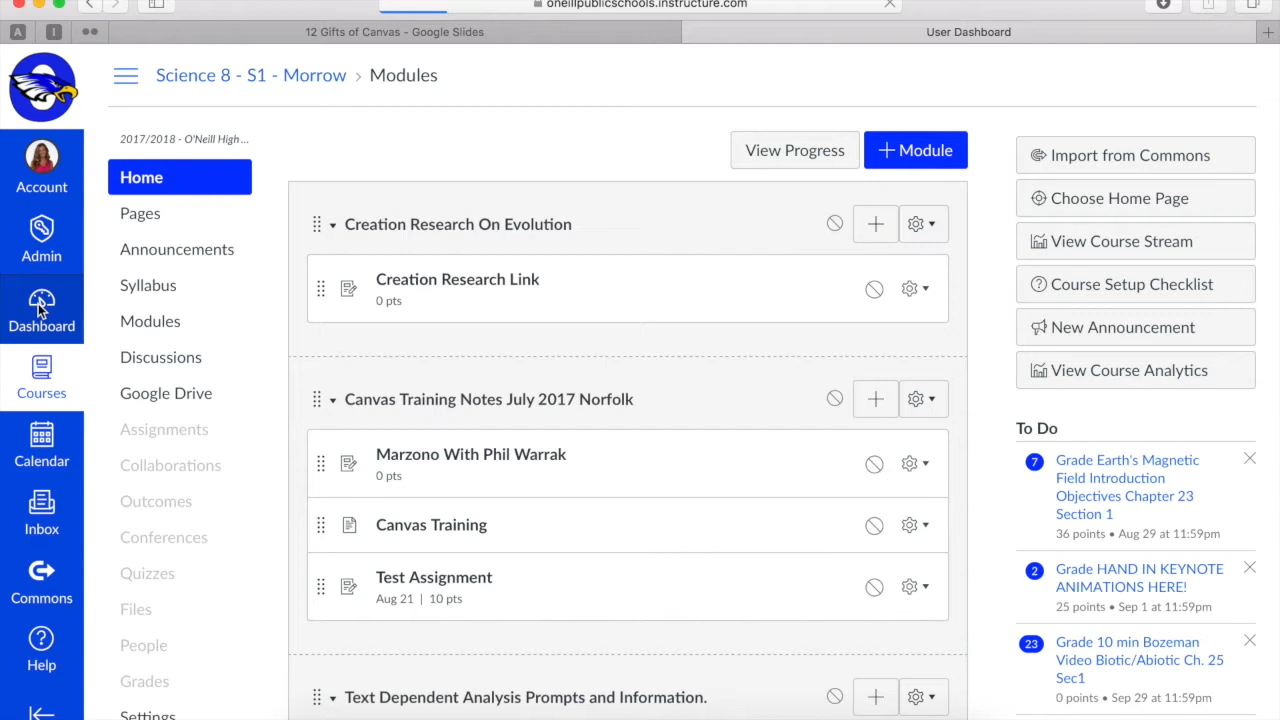 oneillpublicschools.instructure.com
A
I
12 Gifts of Canvas - Google Slides
User Dashboard
Science 8 - S1 - Morrow › Modules
Account
Admin
Dashboard
Courses
Calendar
Inbox
Commons
Help
2017/2018 - O'Neill High ...
Home
Pages
Announcements
Syllabus
Modules
Discussions
Google Drive
Assignments
Collaborations
Outcomes
Conferences
Quizzes
Files
People
Grades
Settings
View Progress
+ Module
Creation Research On Evolution
Creation Research Link
0 pts
Canvas Training Notes July 2017 Norfolk
Marzono With Phil Warrak
0 pts
Canvas Training
Test Assignment
Aug 21 | 10 pts
Text Dependent Analysis Prompts and Information.
Import from Commons
Choose Home Page
View Course Stream
Course Setup Checklist
New Announcement
View Course Analytics
To Do
7
Grade Earth's Magnetic
Field Introduction
Objectives Chapter 23
Section 1
36 points • Aug 29 at 11:59pm
2
Grade HAND IN KEYNOTE
ANIMATIONS HERE!
25 points • Sep 1 at 11:59pm
23
Grade 10 min Bozeman
Video Biotic/Abiotic Ch. 25
Sec1
0 points • Sep 29 at 11:59pm